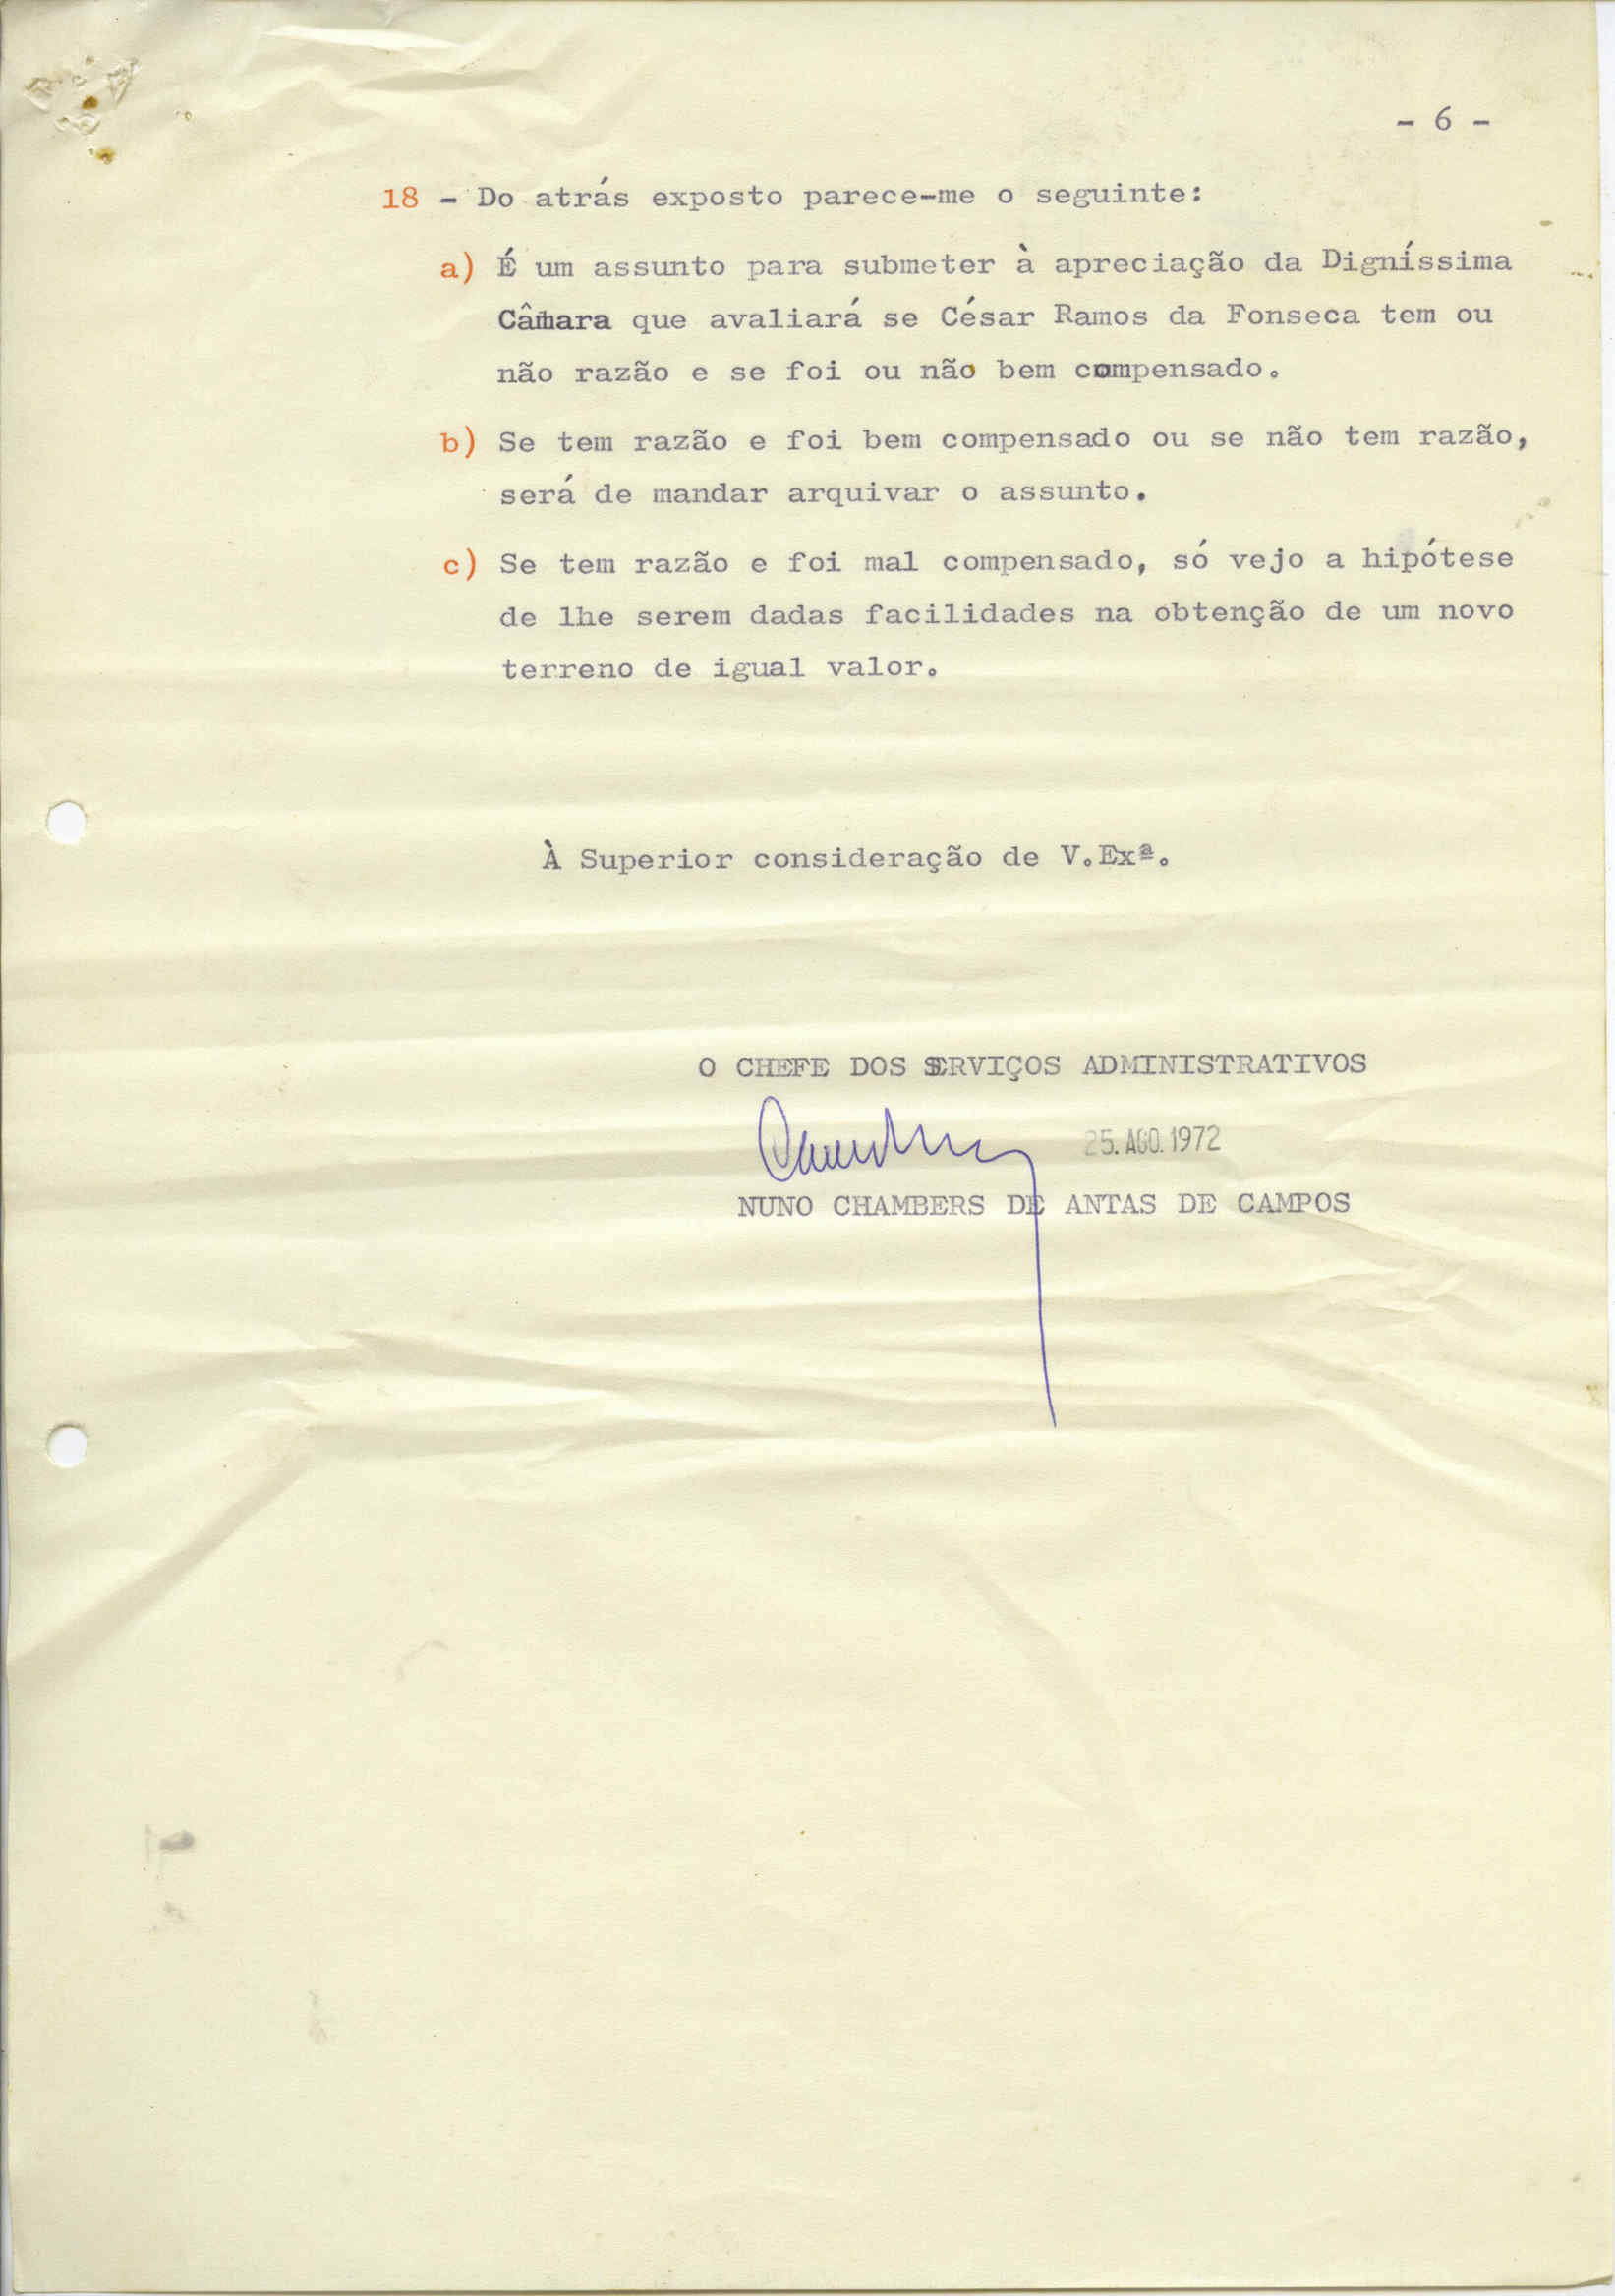 - 6 -
18 - Do atrás exposto parece-me o seguinte:
a) É um assunto para submeter à apreciação da Digníssima
Câmara que avaliará se César Ramos da Fonseca tem ou
não razão e se foi ou não bem compensado.
b) Se tem razão e foi bem compensado ou se não tem razão,
será de mandar arquivar o assunto.
c) Se tem razão e foi mal compensado, só vejo a hipótese
de lhe serem dadas facilidades na obtenção de um novo
terreno de igual valor.
À Superior consideração de V.Exª.
O CHEFE DOS SERVIÇOS ADMINISTRATIVOS
25. AGO. 1972
NUNO CHAMBERS DE ANTAS DE CAMPOS